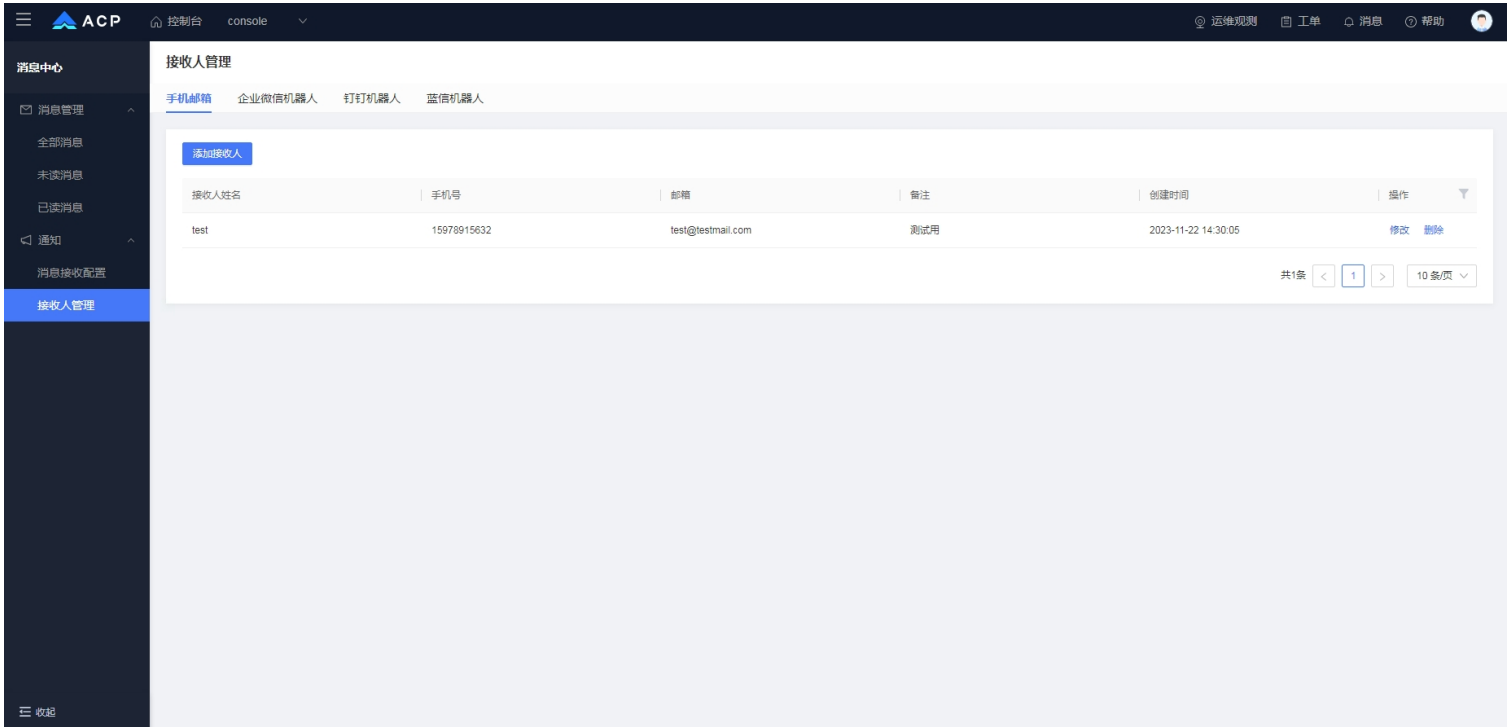 ACP 控制台 console 运维观测 工单 消息 帮助
消息中心
消息管理
全部消息
未读消息
已读消息
通知
消息接收配置
接收人管理
收起
接收人管理
手机邮箱 企业微信机器人 钉钉机器人 蓝信机器人
添加接收人
接收人姓名 手机号 邮箱 备注 创建时间 操作
test 15978915632 test@testmail.com 测试用 2023-11-22 14:30:05 修改 删除
共1条 < 1 > 10 条/页